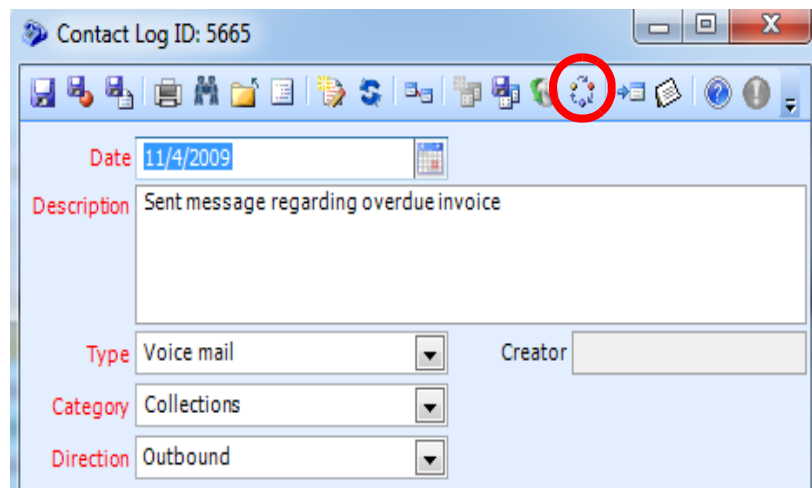 Contact Log ID: 5665
Date 11/4/2009
Description Sent message regarding overdue invoice
Type Voice mail Creator
Category Collections
Direction Outbound